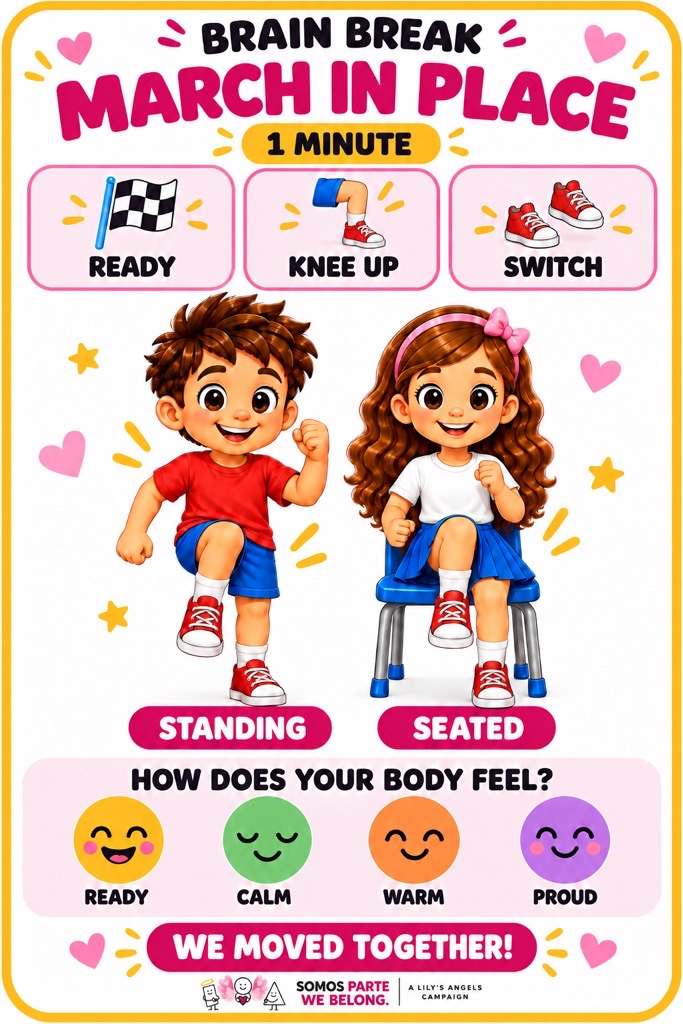 BRAIN BREAK
MARCH IN PLACE
1 MINUTE
READY
KNEE UP
SWITCH
STANDING
SEATED
HOW DOES YOUR BODY FEEL?
READY
CALM
WARM
PROUD
WE MOVED TOGETHER!
SOMOS PARTE
WE BELONG.
A LILY'S ANGELS
CAMPAIGN